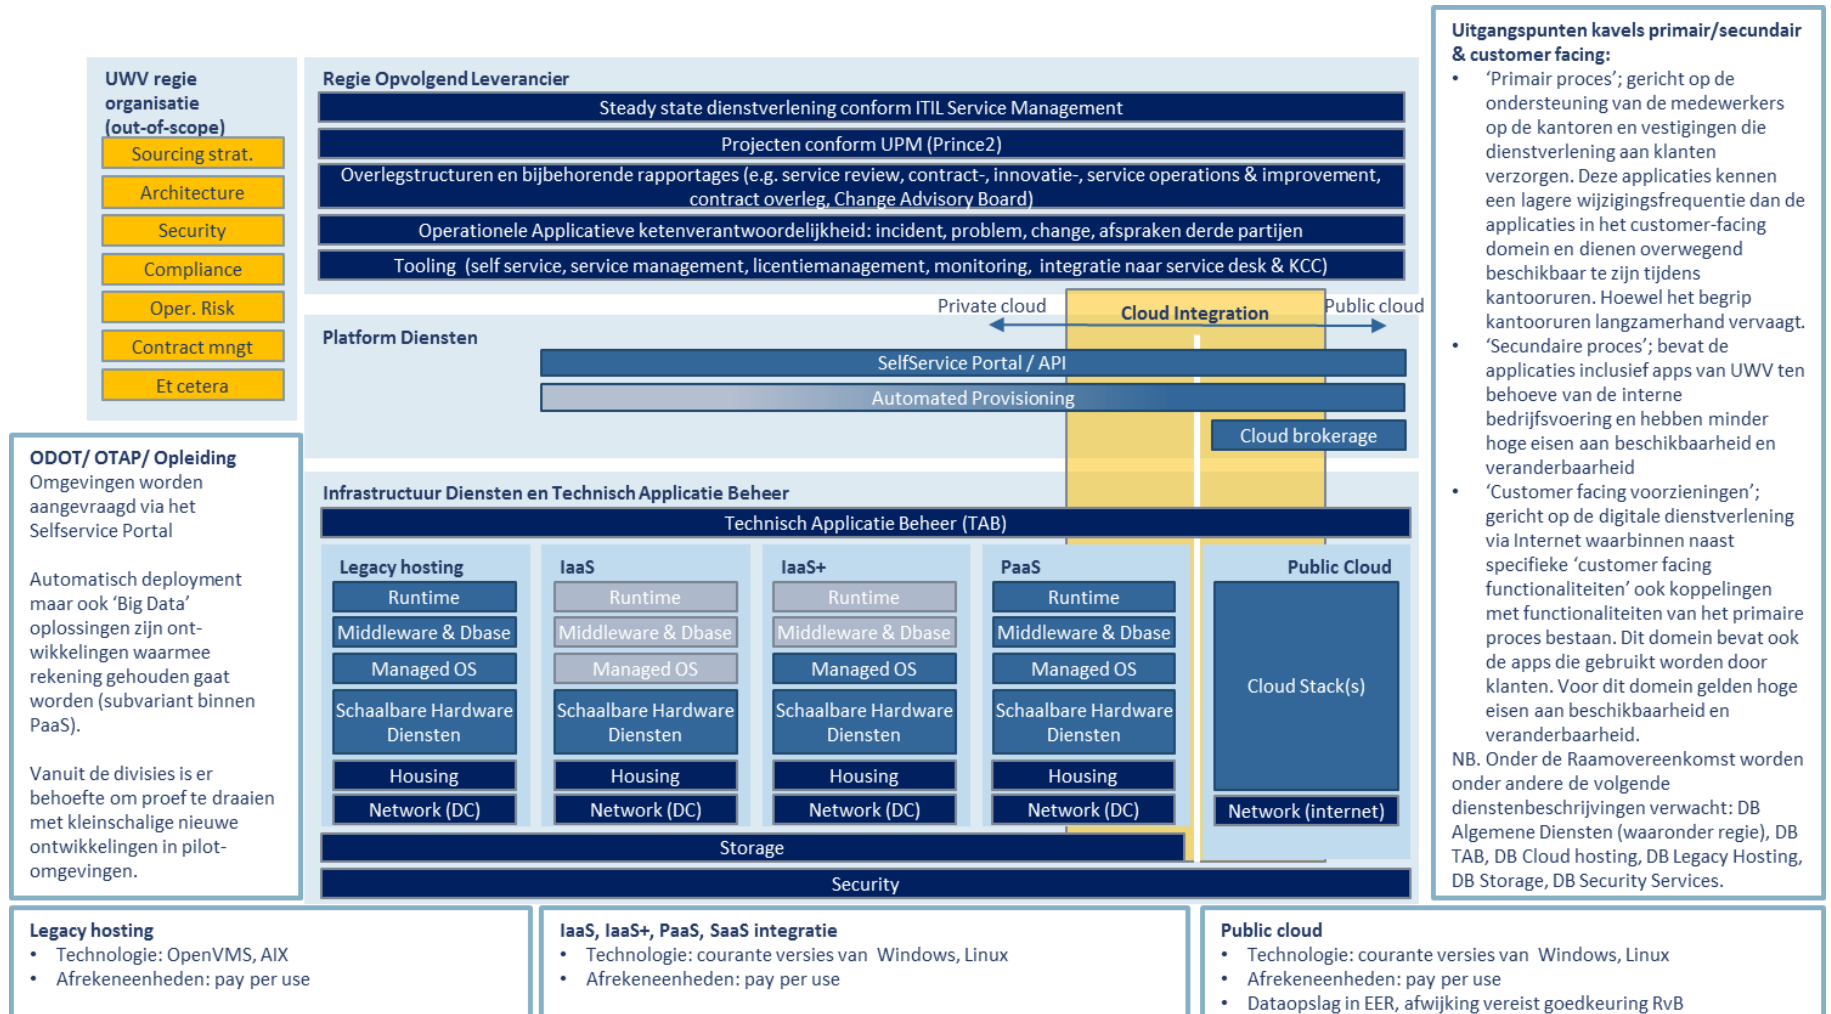 UWV regie
organisatie
(out-of-scope)
Sourcing strat.
Architecture
Security
Compliance
Oper. Risk
Contract mngt
Et cetera
Regie Opvolgend Leverancier
Steady state dienstverlening conform ITIL Service Management
Projecten conform UPM (Prince2)
Overlegstructuren en bijbehorende rapportages (e.g. service review, contract-, innovatie-, service operations & improvement,
contract overleg, Change Advisory Board)
Operationele Applicatieve ketenverantwoordelijkheid: incident, problem, change, afspraken derde partijen
Tooling (self service, service management, licentiemanagement, monitoring, integratie naar service desk & KCC)
Private cloud
Cloud Integration
Public cloud
Platform Diensten
SelfService Portal / API
Automated Provisioning
Cloud brokerage
ODOT/ OTAP/ Opleiding
Omgevingen worden
aangevraagd via het
Selfservice Portal
Automatisch deployment
maar ook ‘Big Data’
oplossingen zijn ont-
wikkelingen waarmee
rekening gehouden gaat
worden (subvariant binnen
PaaS).
Vanuit de divisies is er
behoefte om proef te draaien
met kleinschalige nieuwe
ontwikkelingen in pilot-
omgevingen.
Infrastructuur Diensten en Technisch Applicatie Beheer
Technisch Applicatie Beheer (TAB)
Legacy hosting
Runtime
Middleware & Dbase
Managed OS
Schaalbare Hardware
Diensten
Housing
Network (DC)
IaaS
Runtime
Middleware & Dbase
Managed OS
Schaalbare Hardware
Diensten
Housing
Network (DC)
IaaS+
Runtime
Middleware & Dbase
Managed OS
Schaalbare Hardware
Diensten
Housing
Network (DC)
PaaS
Runtime
Middleware & Dbase
Managed OS
Schaalbare Hardware
Diensten
Housing
Network (DC)
Public Cloud
Cloud Stack(s)
Network (internet)
Storage
Security
Uitgangspunten kavels primair/secundair
& customer facing:
• ‘Primair proces’; gericht op de
ondersteuning van de medewerkers
op de kantoren en vestigingen die
dienstverlening aan klanten
verzorgen. Deze applicaties kennen
een lagere wijzigingsfrequentie dan de
applicaties in het customer-facing
domein en dienen overwegend
beschikbaar te zijn tijdens
kantooruren. Hoewel het begrip
kantooruren langzamerhand vervaagt.
• ‘Secundaire proces’; bevat de
applicaties inclusief apps van UWV ten
behoeve van de interne
bedrijfsvoering en hebben minder
hoge eisen aan beschikbaarheid en
veranderbaarheid
• ‘Customer facing voorzieningen’;
gericht op de digitale dienstverlening
via Internet waarbinnen naast
specifieke ‘customer facing
functionaliteiten’ ook koppelingen
met functionaliteiten van het primaire
proces bestaan. Dit domein bevat ook
de apps die gebruikt worden door
klanten. Voor dit domein gelden hoge
eisen aan beschikbaarheid en
veranderbaarheid.
NB. Onder de Raamovereenkomst worden
onder andere de volgende
dienstenbeschrijvingen verwacht: DB
Algemene Diensten (waaronder regie), DB
TAB, DB Cloud hosting, DB Legacy Hosting,
DB Storage, DB Security Services.
Legacy hosting
• Technologie: OpenVMS, AIX
• Afrekeneenheden: pay per use
IaaS, IaaS+, PaaS, SaaS integratie
• Technologie: courante versies van Windows, Linux
• Afrekeneenheden: pay per use
Public cloud
• Technologie: courante versies van Windows, Linux
• Afrekeneenheden: pay per use
• Dataopslag in EER, afwijking vereist goedkeuring RvB